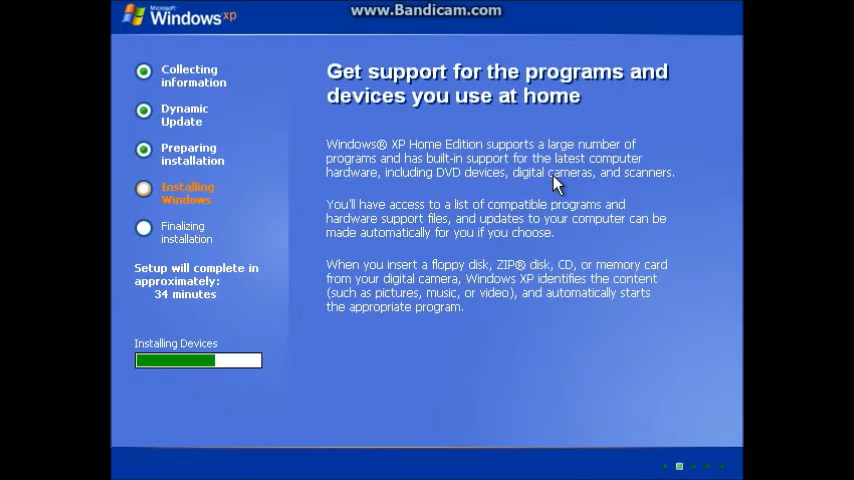 www.Bandicam.com
Microsoft
Windows xp
Collecting
information
Dynamic
Update
Preparing
installation
Installing
Windows
Finalizing
installation
Setup will complete in
approximately:
34 minutes
Installing Devices
Get support for the programs and
devices you use at home
Windows® XP Home Edition supports a large number of
programs and has built-in support for the latest computer
hardware, including DVD devices, digital cameras, and scanners.
You'll have access to a list of compatible programs and
hardware support files, and updates to your computer can be
made automatically for you if you choose.
When you insert a floppy disk, ZIP® disk, CD, or memory card
from your digital camera, Windows XP identifies the content
(such as pictures, music, or video), and automatically starts
the appropriate program.